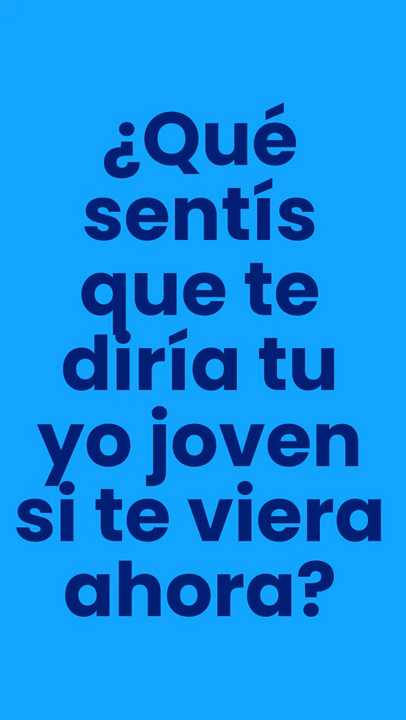 ¿Qué
sentís
que te
diría tu
yo joven
si te viera
ahora?